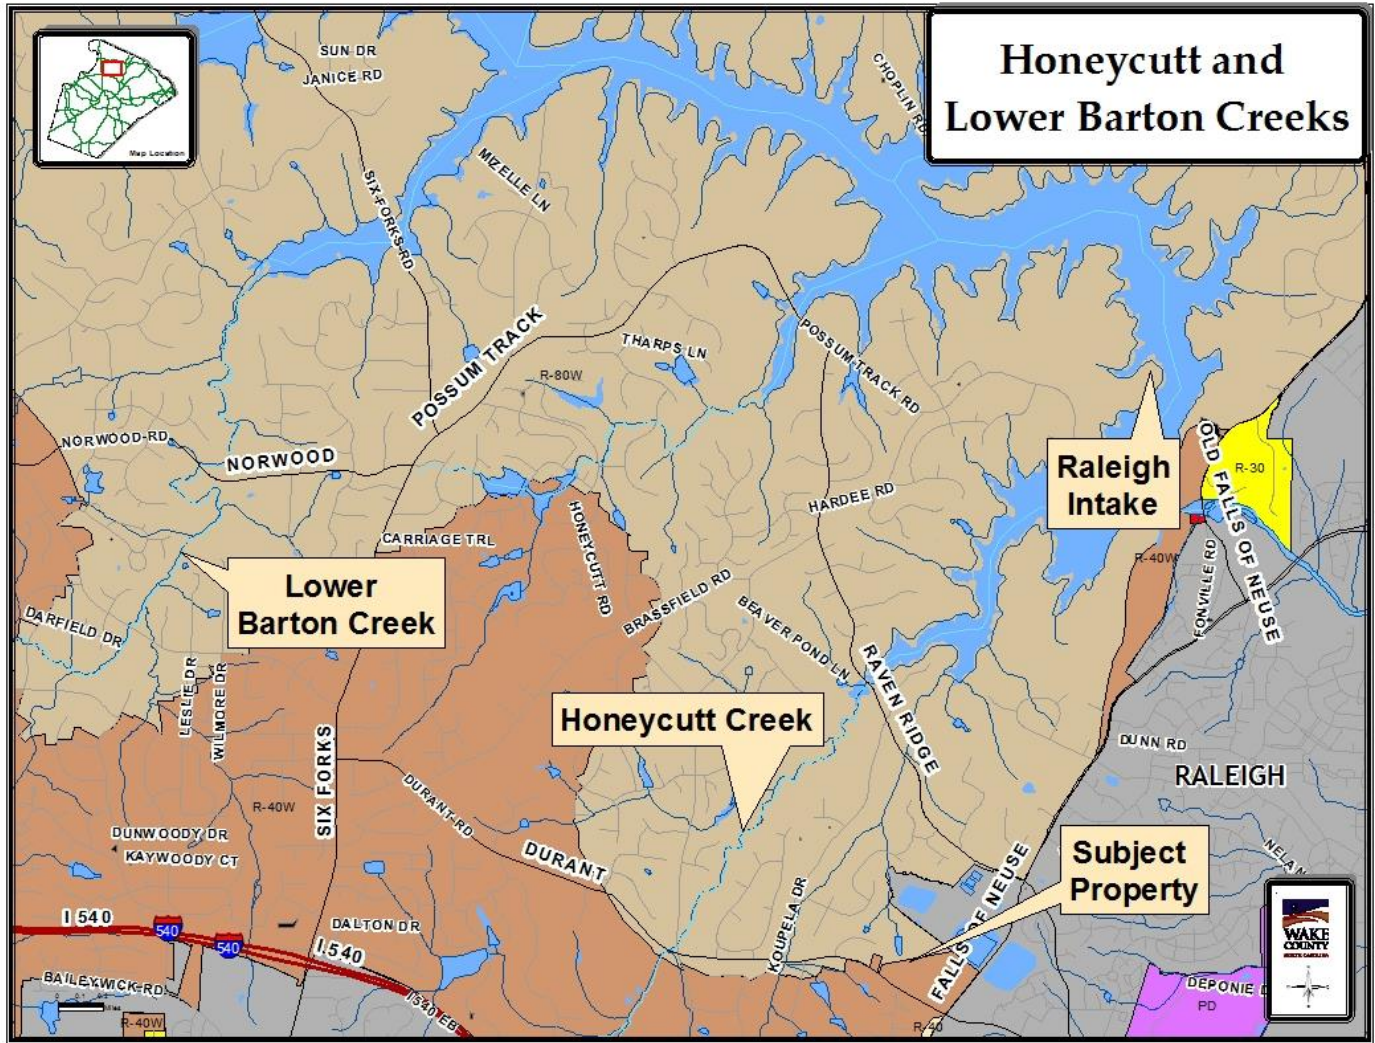 Honeycutt and
Lower Barton Creeks
Map Location
SUN DR
JANICE RD
CHOPLIN RD
MIZELLE LN
SIX FORKS RD
POSSUM TRACK
THARPS LN
POSSUM TRACK RD
R-80W
NORWOOD RD
NORWOOD
Raleigh
Intake
R-30
OLD FALLS OF NEUSE
HARDEE RD
HONEYCUTT RD
CARRIAGE TRL
R-40W
FONVILLE RD
Lower
Barton Creek
BRASSFIELD RD
BEAVER POND LN
DARFIELD DR
LESLIE DR
WILMORE DR
RAVEN RIDGE
Honeycutt Creek
DUNN RD
RALEIGH
SIX FORKS
DURANT RD
R-40W
DUNWOODY DR
KAYWOODY CT
DURANT
Subject
Property
FALLS OF NEUSE
KOUPELA DR
I 540
540
540
I 540
DALTON DR
WAKE
COUNTY
NORTH CAROLINA
BAILEYWICK RD
I 540 EB
DEPONIE D
PD
Miles
R-40W
R-40